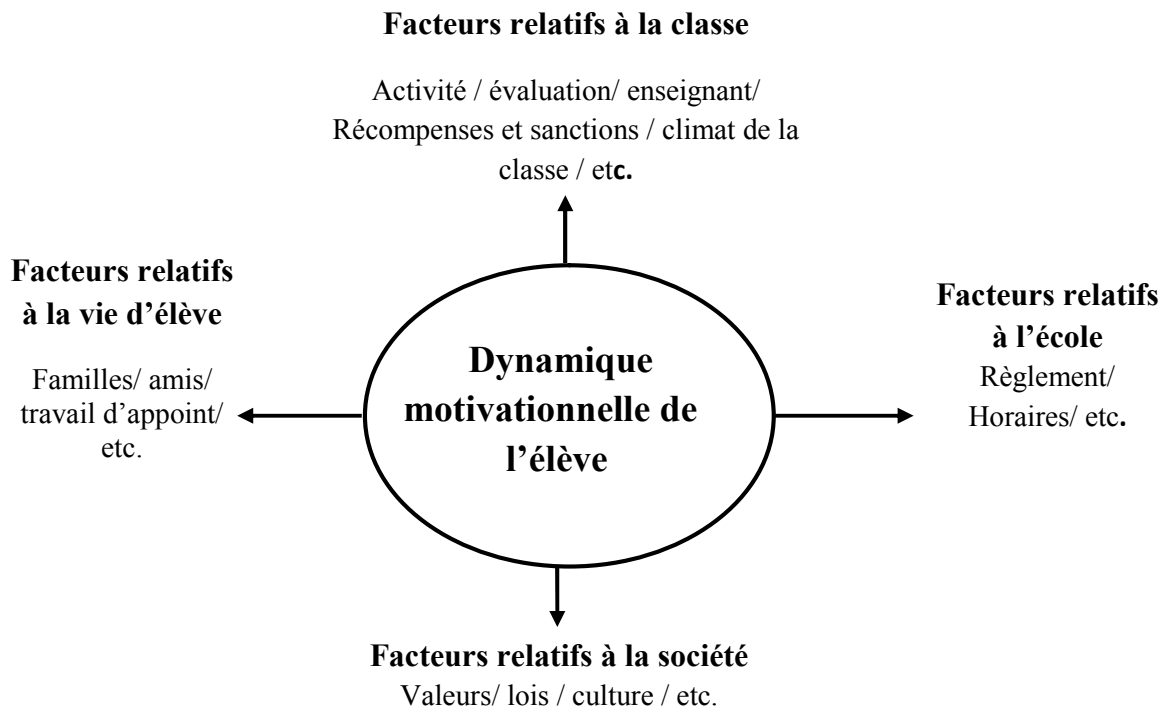 Facteurs relatifs à la classe
Activité / évaluation/ enseignant/
Récompenses et sanctions / climat de la
classe / etc.
Facteurs relatifs
à la vie d’élève
Familles/ amis/
travail d’appoint/
etc.
Dynamique
motivationnelle de
l’élève
Facteurs relatifs
à l’école
Règlement/
Horaires/ etc.
Facteurs relatifs à la société
Valeurs/ lois / culture / etc.